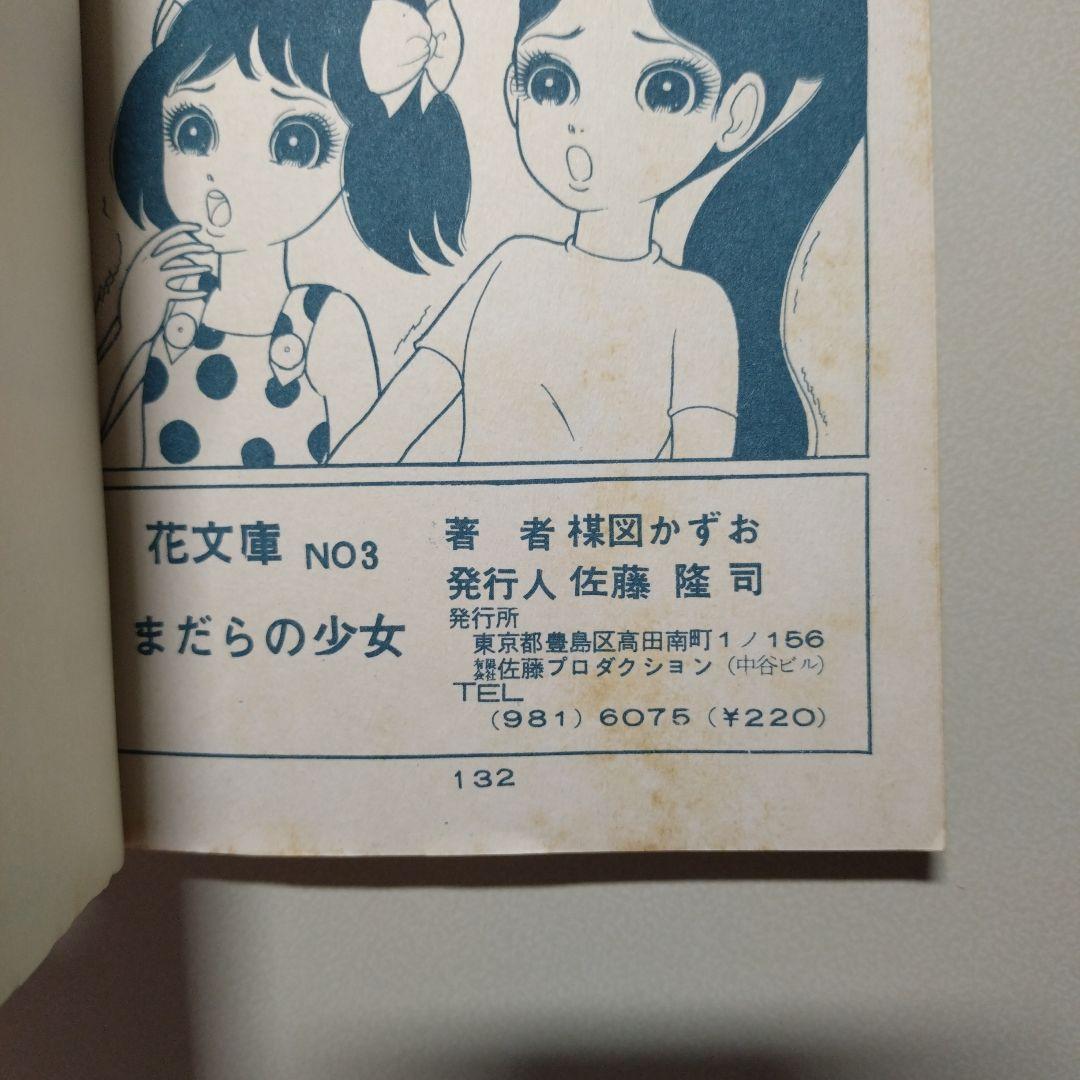 花文庫 NO3
まだらの少女
著者 楳図かずお
発行人 佐藤隆司
発行所
東京都豊島区高田南町1ノ156
有限会社佐藤プロダクション(中谷ビル)
TEL
(981)6075(¥220)
132